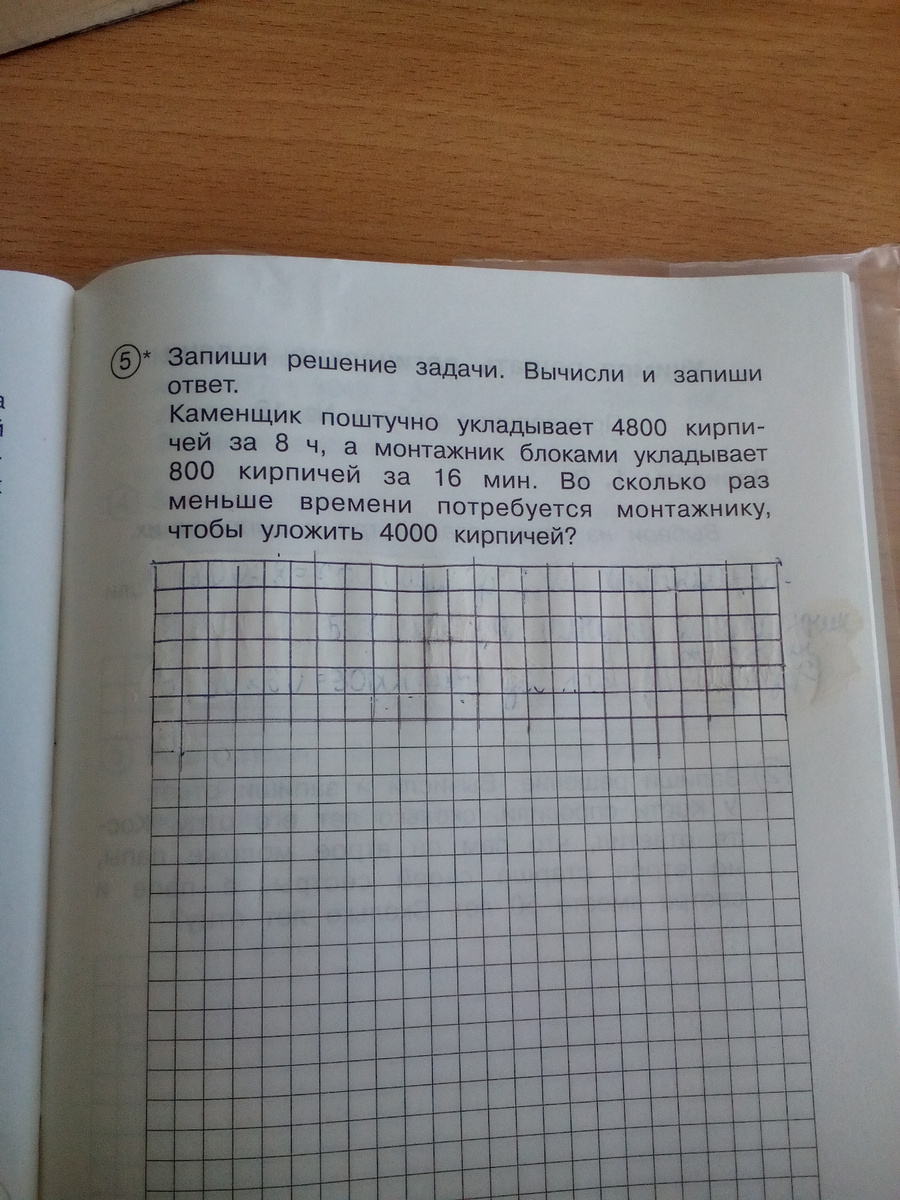 5* Запиши решение задачи. Вычисли и запиши
ответ.
Каменщик поштучно укладывает 4800 кирпи-
чей за 8 ч, а монтажник блоками укладывает
800 кирпичей за 16 мин. Во сколько раз
меньше времени потребуется монтажнику,
чтобы уложить 4000 кирпичей?